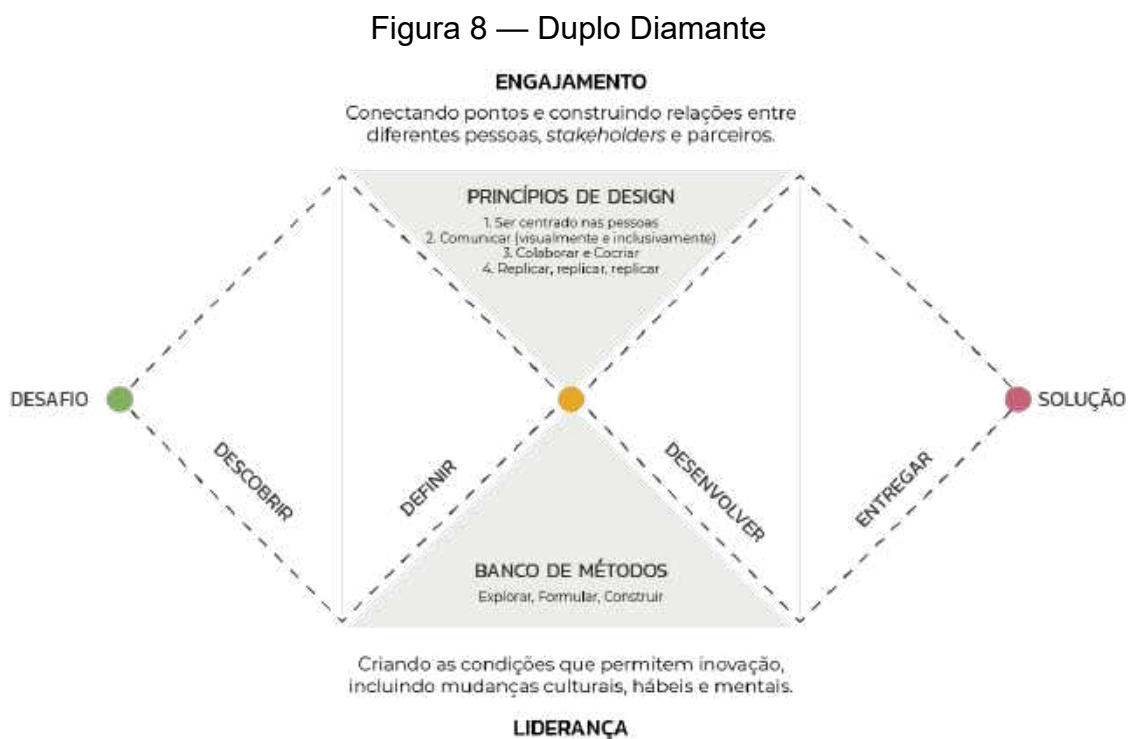 Figura 8 — Duplo Diamante
ENGAJAMENTO
Conectando pontos e construindo relações entre
diferentes pessoas, stakeholders e parceiros.
PRINCÍPIOS DE DESIGN
1. Ser centrado nas pessoas
2. Comunicar (visualmente e inclusivamente)
3. Colaborar e Cocriar
4. Replicar, replicar, replicar
DESAFIO
SOLUÇÃO
DESCOBRIR
DEFINIR
DESENVOLVER
ENTREGAR
BANCO DE MÉTODOS
Explorar, Formular, Construir
Criando as condições que permitem inovação,
incluindo mudanças culturais, hábeis e mentais.
LIDERANÇA